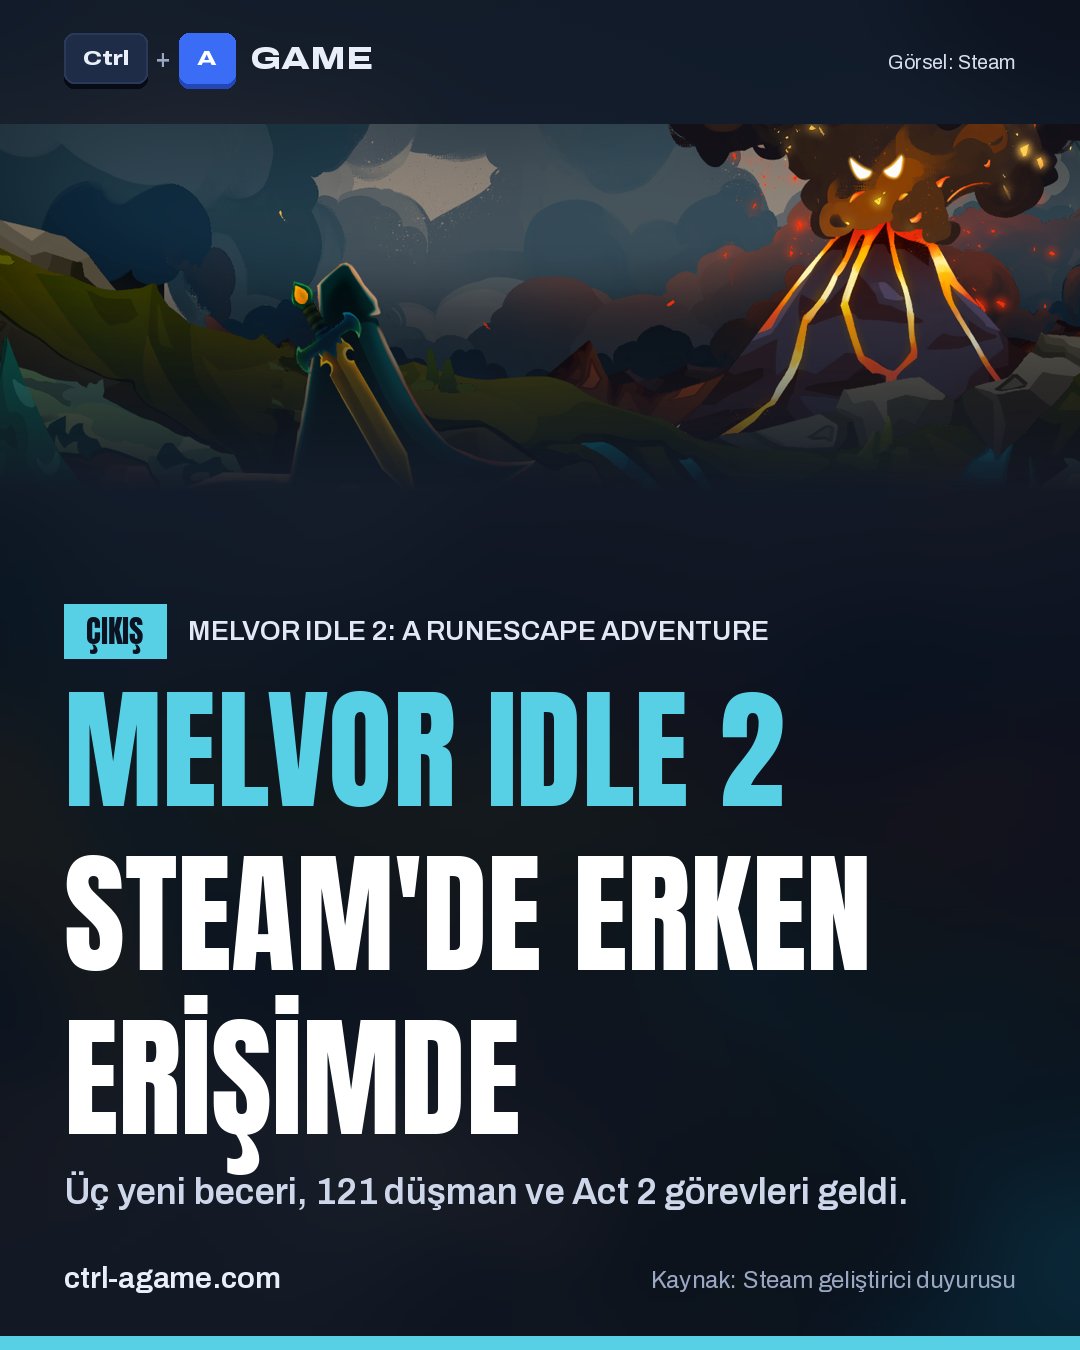 Ctrl + A GAME
Görsel: Steam
ÇIKIŞ MELVOR IDLE 2: A RUNESCAPE ADVENTURE
MELVOR IDLE 2
STEAM'DE ERKEN
ERİŞİMDE
Üç yeni beceri, 121 düşman ve Act 2 görevleri geldi.
ctrl-agame.com
Kaynak: Steam geliştirici duyurusu